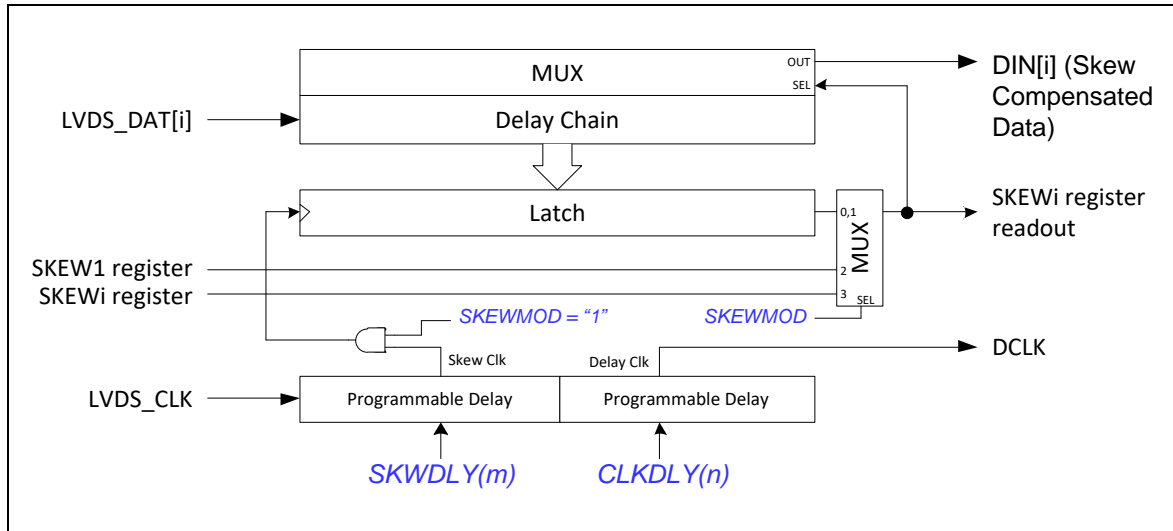 MUX
OUT
SEL
DIN[i] (Skew
Compensated
Data)
LVDS_DAT[i]
Delay Chain
Latch
0,1
MUX
SKEWi register
readout
SKEW1 register
2
SKEWi register
3
SEL
SKEWMOD = “1”
SKEWMOD
Skew Clk
Delay Clk
DCLK
LVDS_CLK
Programmable Delay
Programmable Delay
SKWDLY(m)
CLKDLY(n)